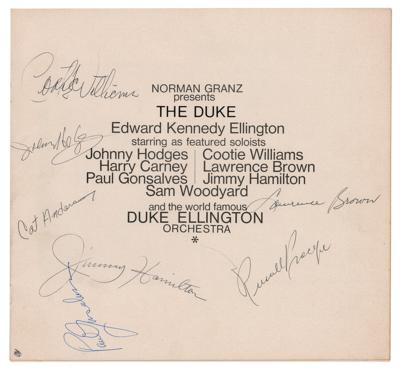 Cootie Williams
NORMAN GRANZ
presents
THE DUKE
Edward Kennedy Ellington
starring as featured soloists
Johnny Hodges | Cootie Williams
Harry Carney | Lawrence Brown
Paul Gonsalves | Jimmy Hamilton
Sam Woodyard
and the world famous
DUKE ELLINGTON
ORCHESTRA
*
Cat Anderson
Lawrence Brown
Jimmy Hamilton
Russell Procope
Paul Gonsalves